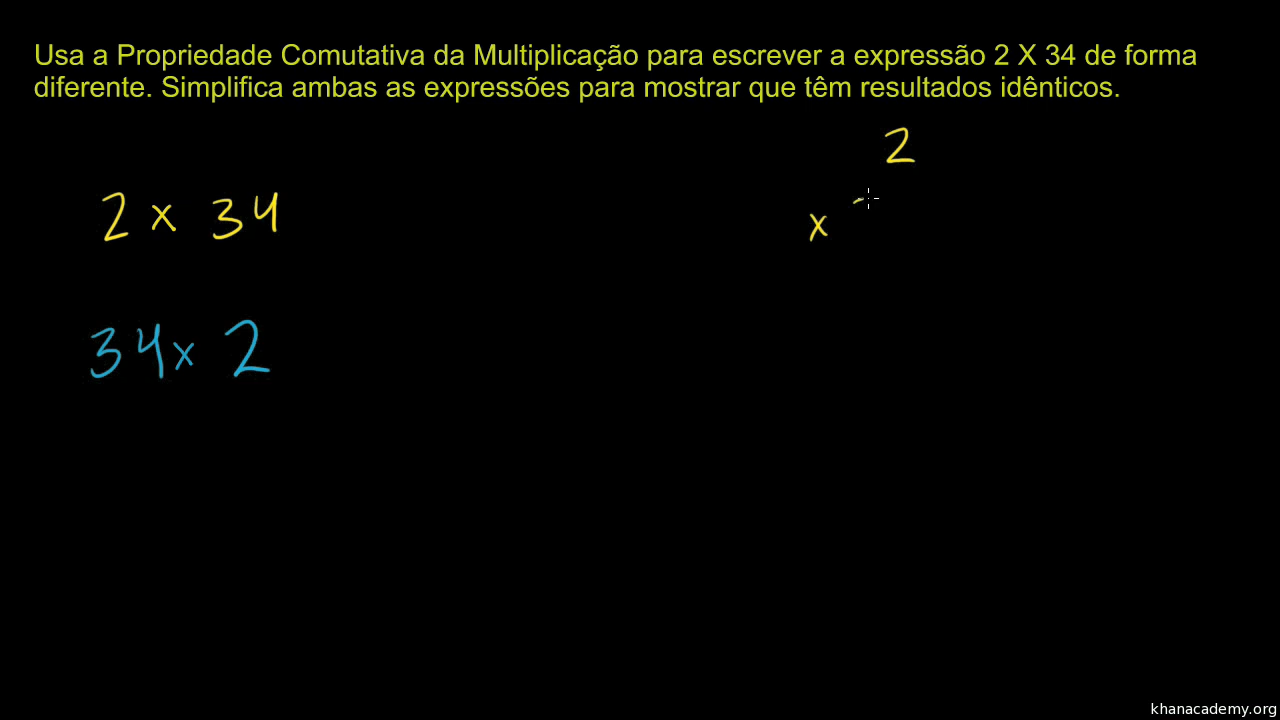 Usa a Propriedade Comutativa da Multiplicação para escrever a expressão 2 X 34 de forma
diferente. Simplifica ambas as expressões para mostrar que têm resultados idênticos.
2
2 x 34
x
34 x 2
khanacademy.org